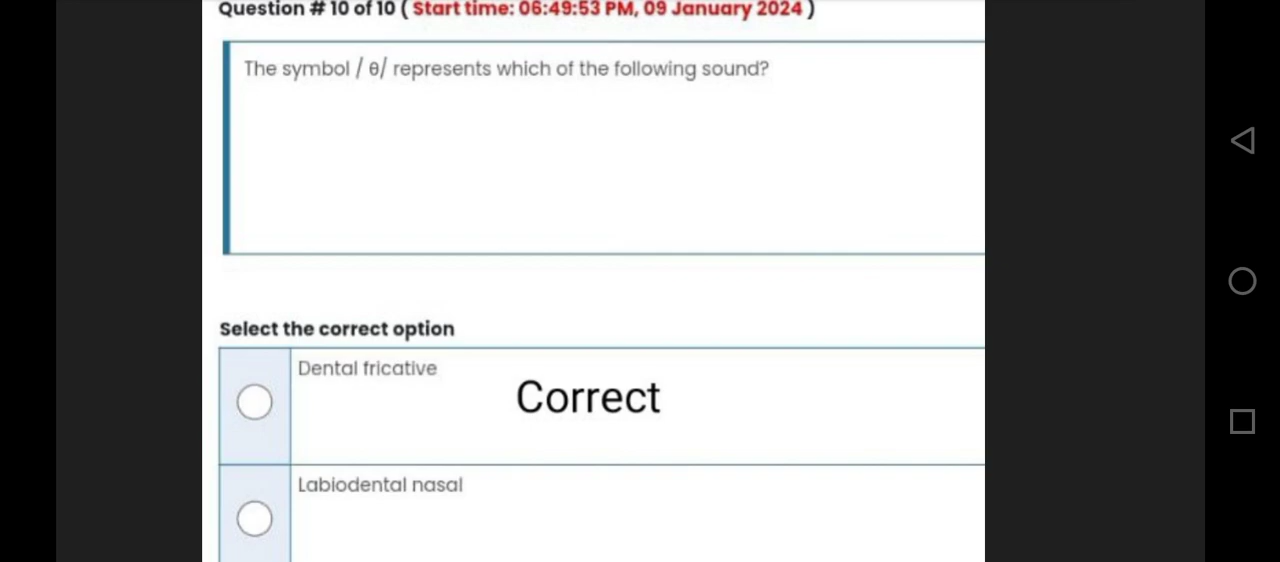 Question # 10 of 10 ( Start time: 06:49:53 PM, 09 January 2024 )
The symbol / θ/ represents which of the following sound?
Select the correct option
Dental fricative
Correct
Labiodental nasal